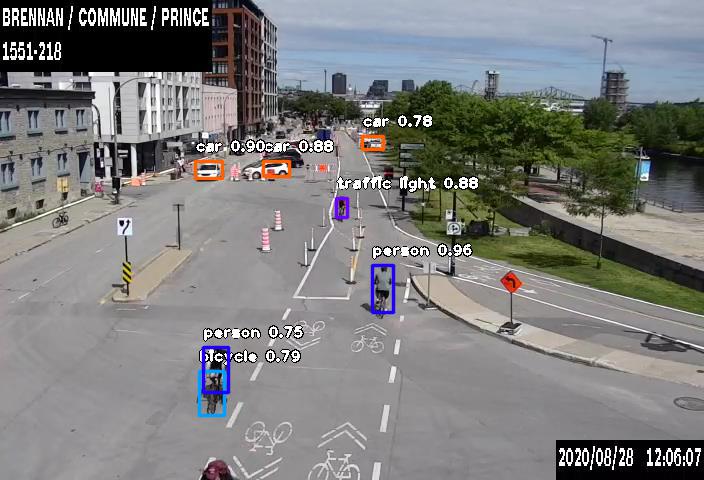 BRENNAN / COMMUNE / PRINCE
1551-218
car 0.90
car 0.88
car 0.78
traffic light 0.88
person 0.96
person 0.75
bicycle 0.79
2020/08/28 12:06:07